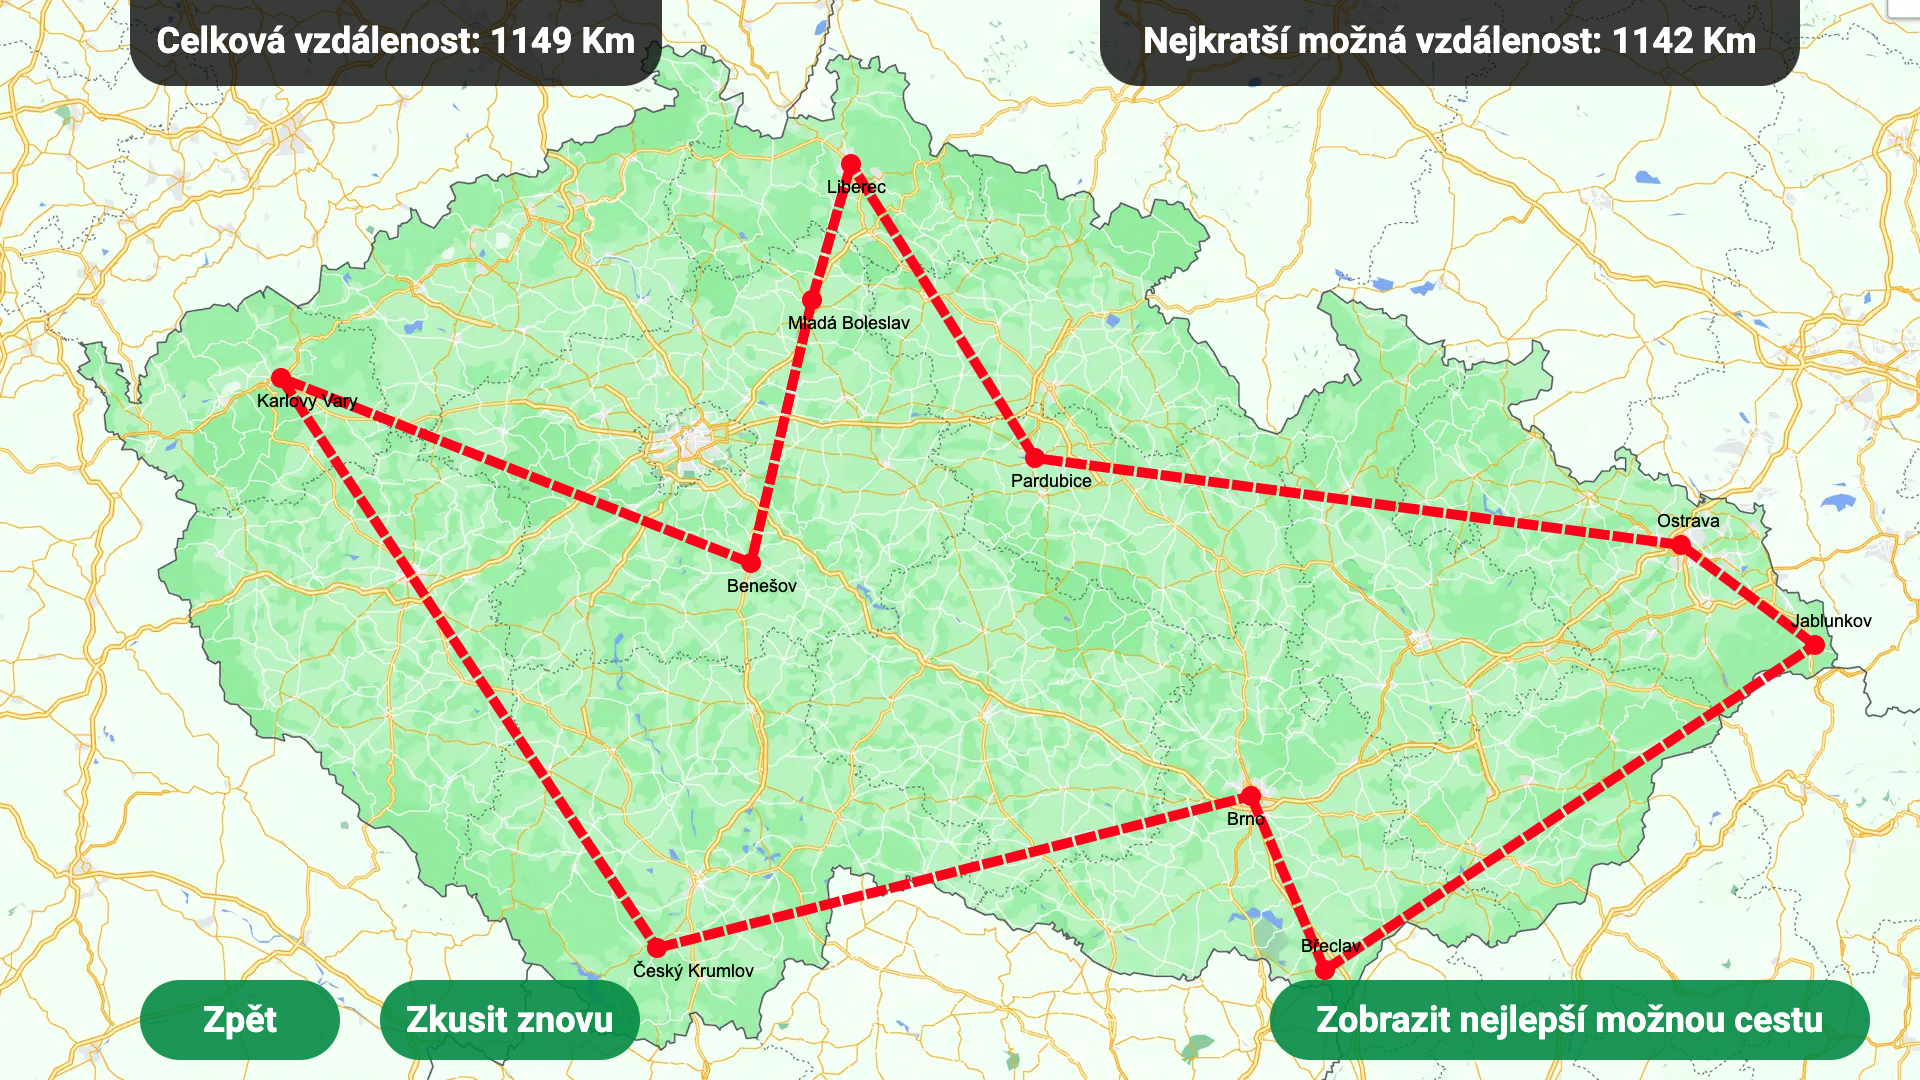 Celková vzdálenost: 1149 Km
Nejkratší možná vzdálenost: 1142 Km
Liberec
Mladá Boleslav
Karlovy Vary
Pardubice
Ostrava
Benešov
Jablunkov
Brno
Břeclav
Český Krumlov
Zpět
Zkusit znovu
Zobrazit nejlepší možnou cestu